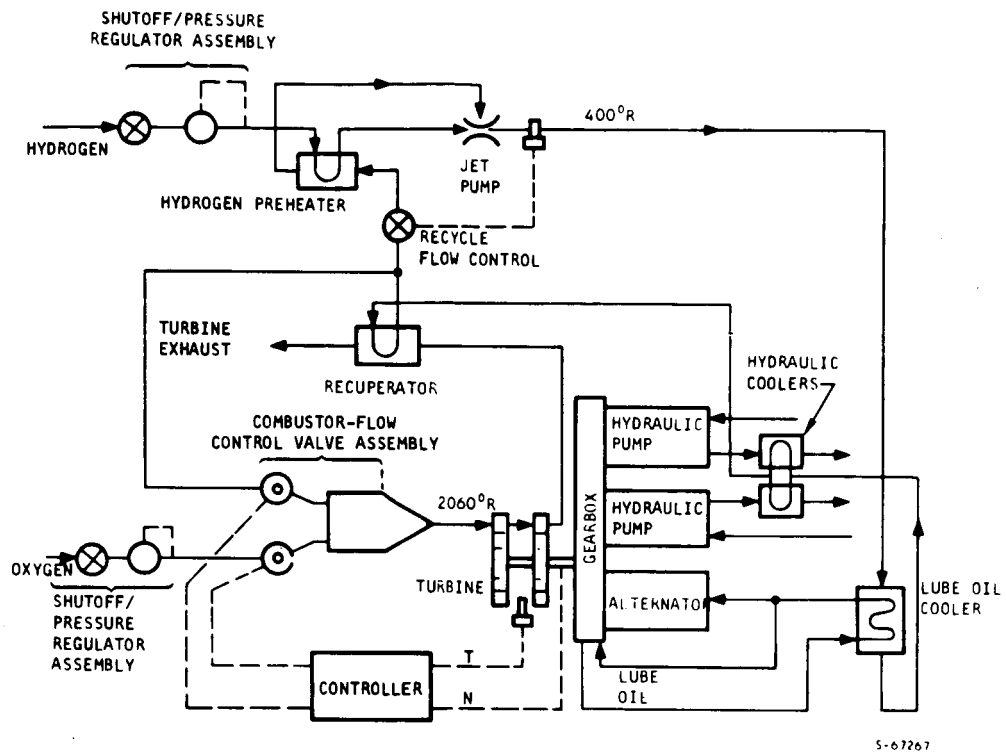 SHUTOFF/PRESSURE
REGULATOR ASSEMBLY
HYDROGEN
400°R
JET
PUMP
HYDROGEN PREHEATER
RECYCLE
FLOW CONTROL
TURBINE
EXHAUST
RECUPERATOR
HYDRAULIC
COOLERS
COMBUSTOR-FLOW
CONTROL VALVE ASSEMBLY
HYDRAULIC
PUMP
2060°R
GEARBOX
HYDRAULIC
PUMP
OXYGEN
TURBINE
SHUTOFF/
PRESSURE
REGULATOR
ASSEMBLY
ALTERNATOR
LUBE OIL
COOLER
T
CONTROLLER
N
LUBE
OIL
S-67267